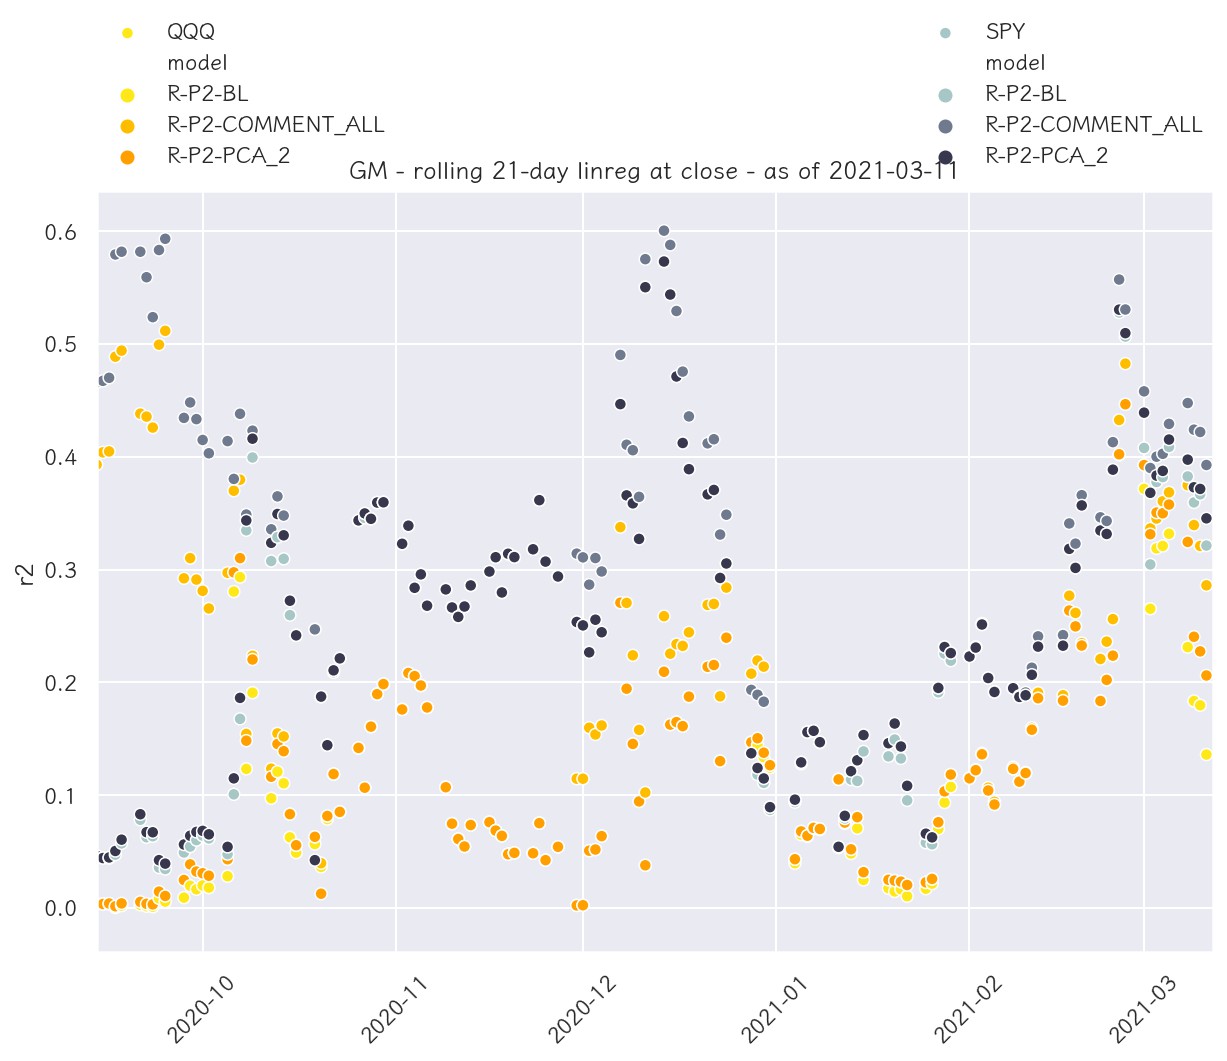 QQQ
model
R-P2-BL
R-P2-COMMENT_ALL
R-P2-PCA_2
SPY
model
R-P2-BL
R-P2-COMMENT_ALL
R-P2-PCA_2
GM - rolling 21-day linreg at close - as of 2021-03-11
0.6
0.5
0.4
0.3
0.2
0.1
0.0
r2
2020-10
2020-11
2020-12
2021-01
2021-02
2021-03